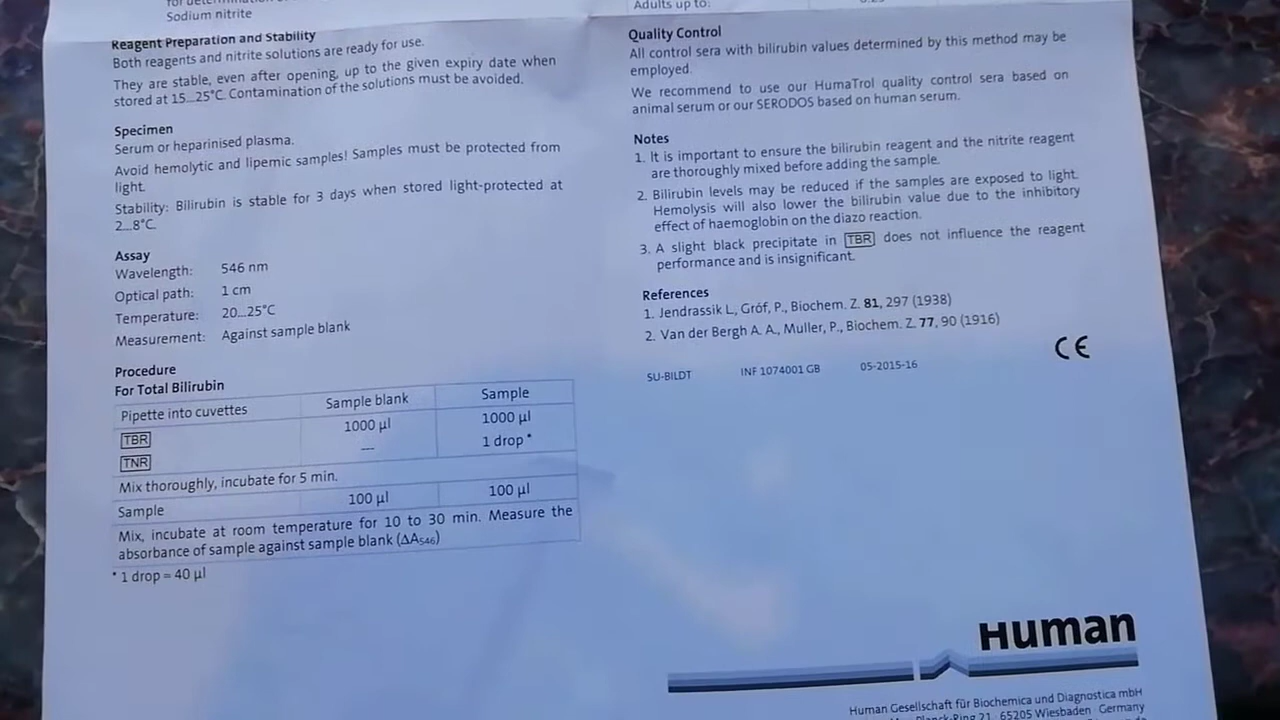 Sodium nitrite
Reagent Preparation and Stability
Both reagents and nitrite solutions are ready for use.
They are stable, even after opening, up to the given expiry date when
stored at 15...25°C. Contamination of the solutions must be avoided.
Specimen
Serum or heparinised plasma.
Avoid hemolytic and lipemic samples! Samples must be protected from
light.
Stability: Bilirubin is stable for 3 days when stored light-protected at
2...8°C.
Assay
Wavelength: 546 nm
Optical path: 1 cm
Temperature: 20...25°C
Measurement: Against sample blank
Procedure
For Total Bilirubin
Pipette into cuvettes Sample blank Sample
TBR 1000 µl 1000 µl
TNR --- 1 drop *
Mix thoroughly, incubate for 5 min.
Sample 100 µl 100 µl
Mix, incubate at room temperature for 10 to 30 min. Measure the
absorbance of sample against sample blank (ΔA546)
* 1 drop = 40 µl
Adults up to:
Quality Control
All control sera with bilirubin values determined by this method may be
employed.
We recommend to use our HumaTrol quality control sera based on
animal serum or our SERODOS based on human serum.
Notes
1. It is important to ensure the bilirubin reagent and the nitrite reagent
are thoroughly mixed before adding the sample.
2. Bilirubin levels may be reduced if the samples are exposed to light.
Hemolysis will also lower the bilirubin value due to the inhibitory
effect of haemoglobin on the diazo reaction.
3. A slight black precipitate in TBR does not influence the reagent
performance and is insignificant.
References
1. Jendrassik L., Gróf, P., Biochem. Z. 81, 297 (1938)
2. Van der Bergh A. A., Muller, P., Biochem. Z. 77, 90 (1916)
SU-BILDT INF 1074001 GB 05-2015-16
CE
Human
Human Gesellschaft für Biochemica und Diagnostica mbH
Planck-Ring 21 · 65205 Wiesbaden · Germany